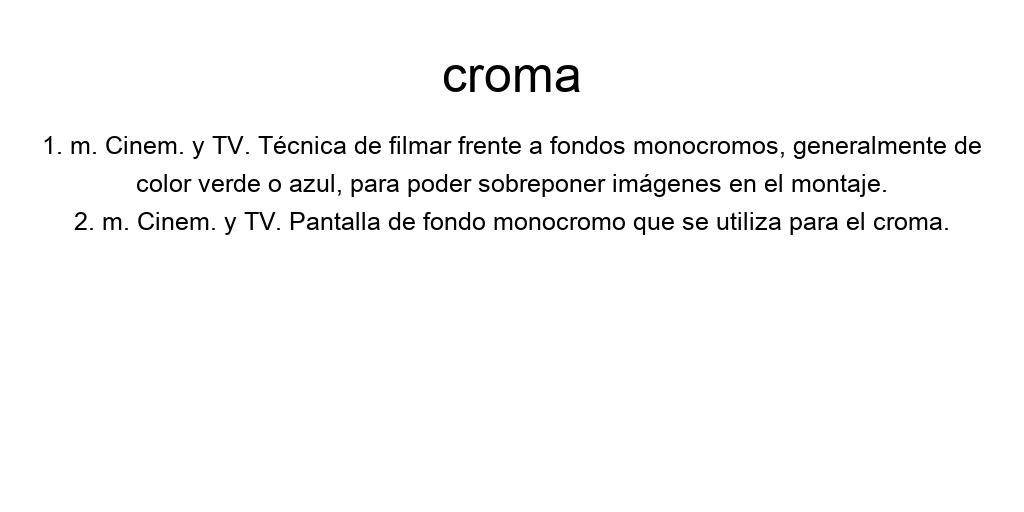 croma
1. m. Cinem. y TV. Técnica de filmar frente a fondos monocromos, generalmente de
color verde o azul, para poder sobreponer imágenes en el montaje.
2. m. Cinem. y TV. Pantalla de fondo monocromo que se utiliza para el croma.